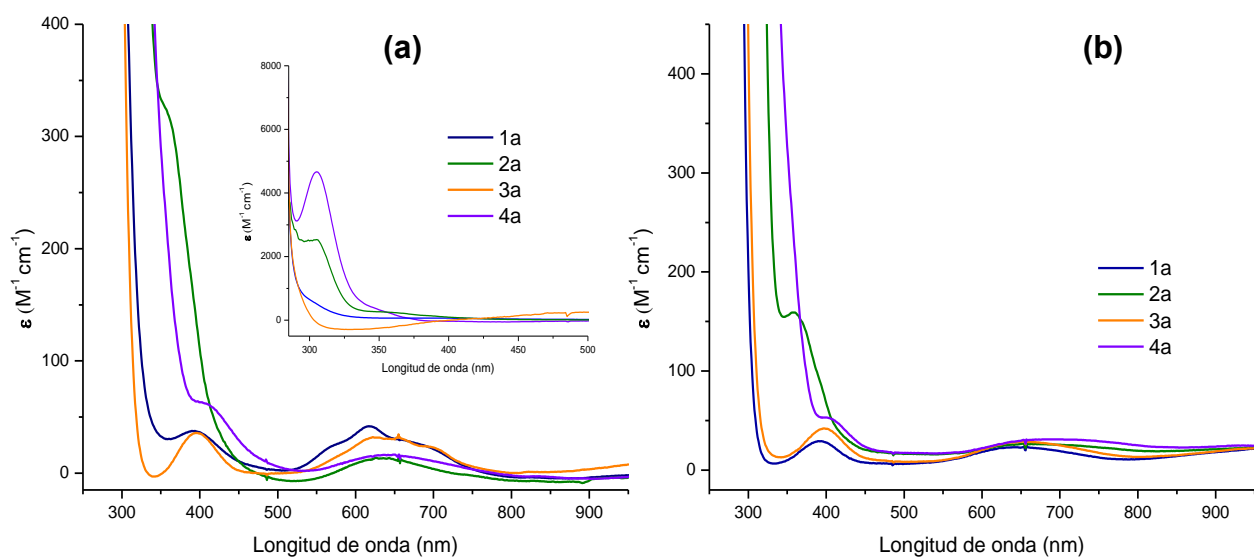 (a)
400
300
200
100
0
ε (M⁻¹ cm⁻¹)
300 400 500 600 700 800 900
Longitud de onda (nm)
8000
6000
4000
2000
0
ε (M⁻¹ cm⁻¹)
300 350 400 450 500
Longitud de onda (nm)
1a
2a
3a
4a
(b)
400
300
200
100
0
ε (M⁻¹ cm⁻¹)
300 400 500 600 700 800 900
Longitud de onda (nm)
1a
2a
3a
4a